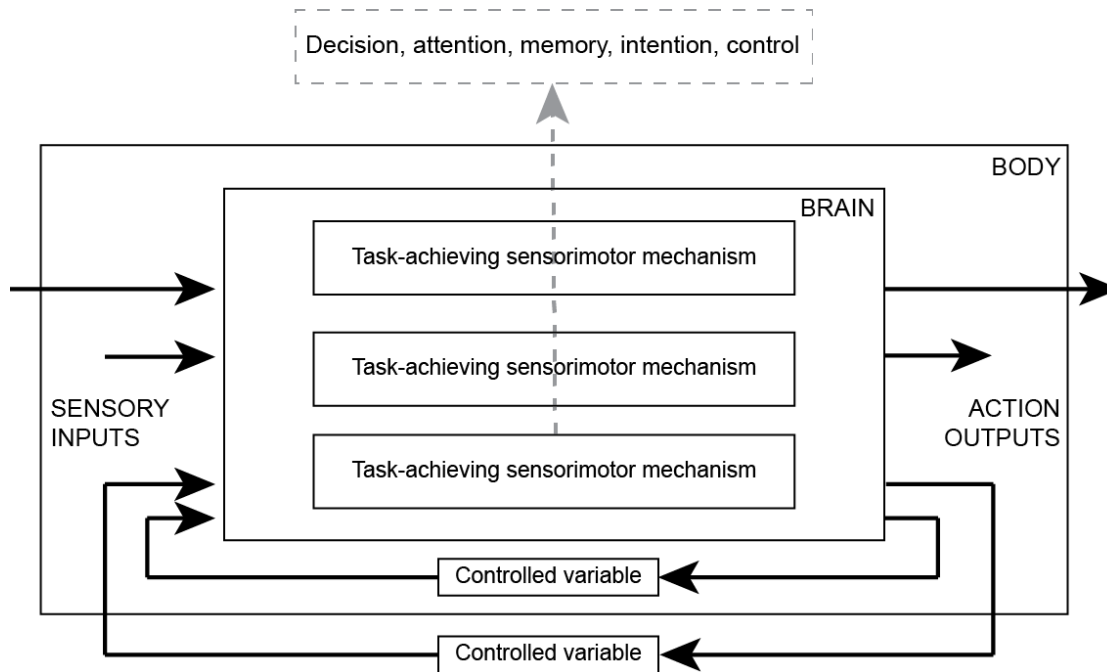 Decision, attention, memory, intention, control
BODY
BRAIN
Task-achieving sensorimotor mechanism
Task-achieving sensorimotor mechanism
SENSORY
INPUTS
ACTION
OUTPUTS
Task-achieving sensorimotor mechanism
Controlled variable
Controlled variable